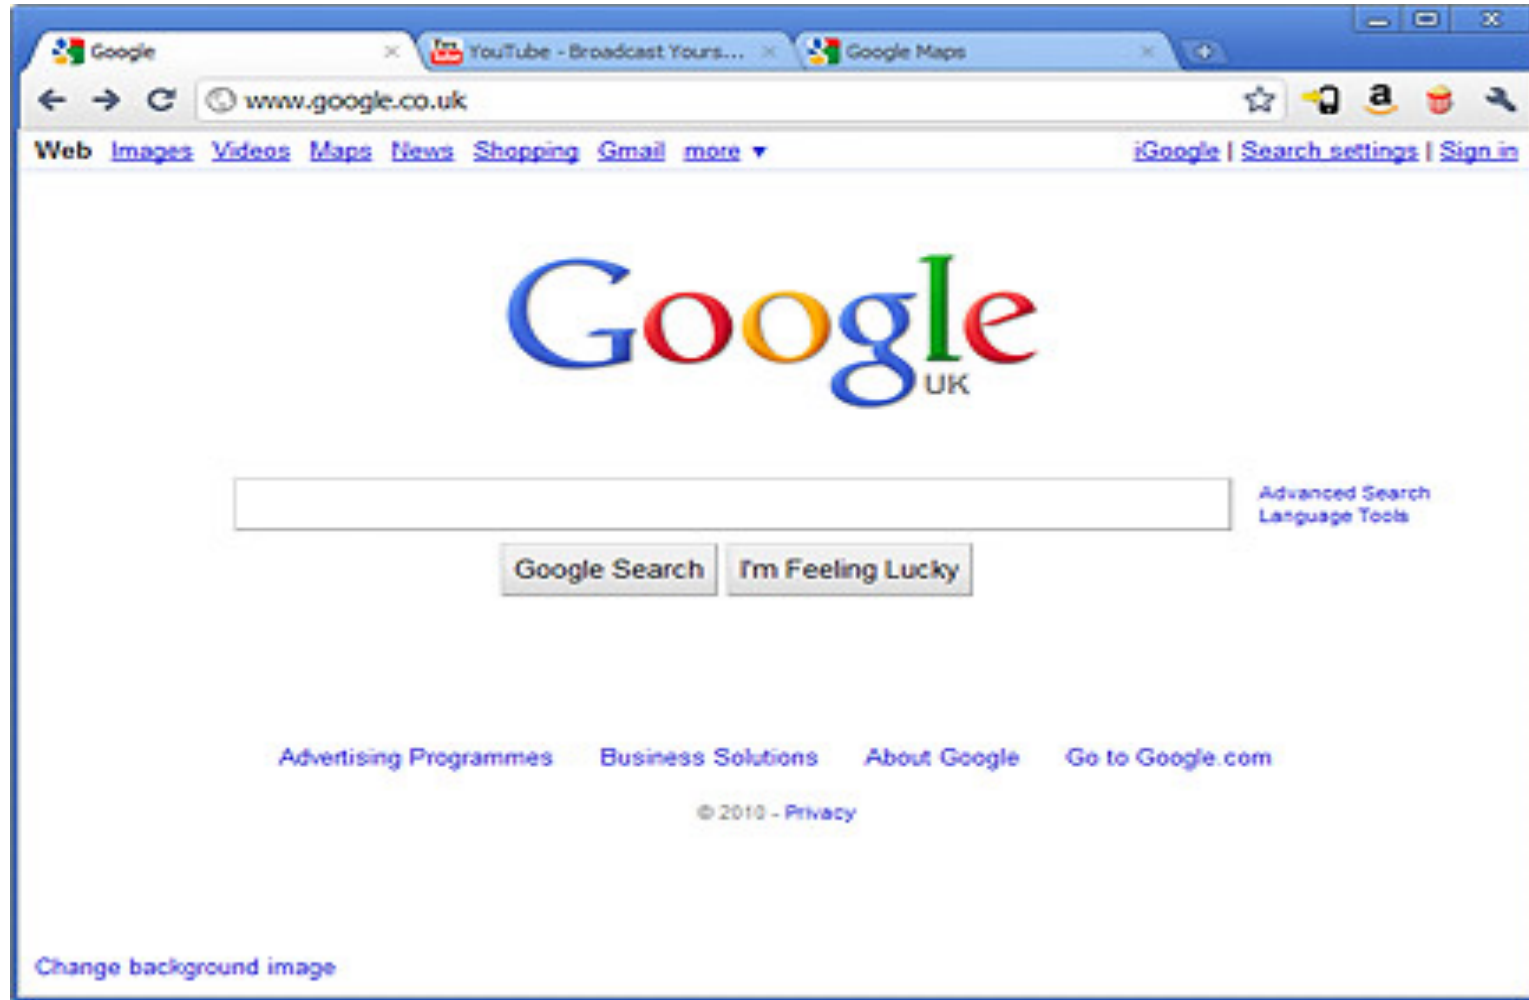 Google YouTube - Broadcast Yours... Google Maps
www.google.co.uk
Web Images Videos Maps News Shopping Gmail more ▼ iGoogle | Search settings | Sign in
Google
UK
Advanced Search
Language Tools
Google Search I'm Feeling Lucky
Advertising Programmes Business Solutions About Google Go to Google.com
© 2010 - Privacy
Change background image